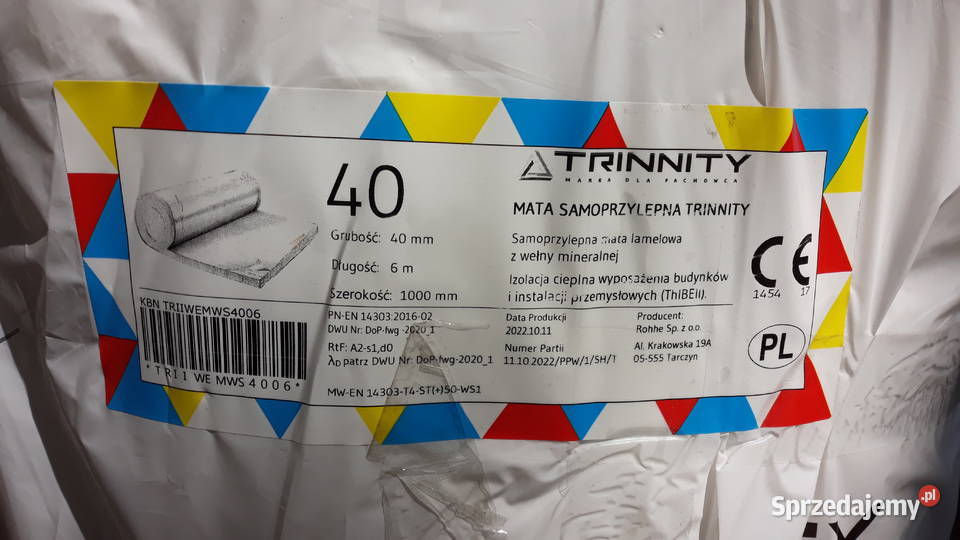 40
Grubość: 40 mm
Długość: 6 m
Szerokość: 1000 mm
TRINNITY
MARKA DLA FACHOWCA
MATA SAMOPRZYLEPNA TRINNITY
Samoprzylepna mata lamelowa
z wełny mineralnej
Izolacja cieplna wyposażenia budynków
i instalacji przemysłowych (ThIBEII).
CE
1454 17
KBN TRIIWEMWS4006
*TRII WE MWS 4006*
PN-EN 14303:2016-02
DWU Nr: DoP-fwg-2020_1
RtF: A2-s1,d0
λD patrz DWU Nr: DoP-fwg-2020_1
MW-EN 14303-T4-ST(+)50-WS1
Data Produkcji
2022.10.11
Numer Partii
11.10.2022/PPW/1/SH/T
Producent:
Rohhe Sp. z o.o.
Al. Krakowska 19A
05-555 Tarczyn
PL
Sprzedajemy.pl